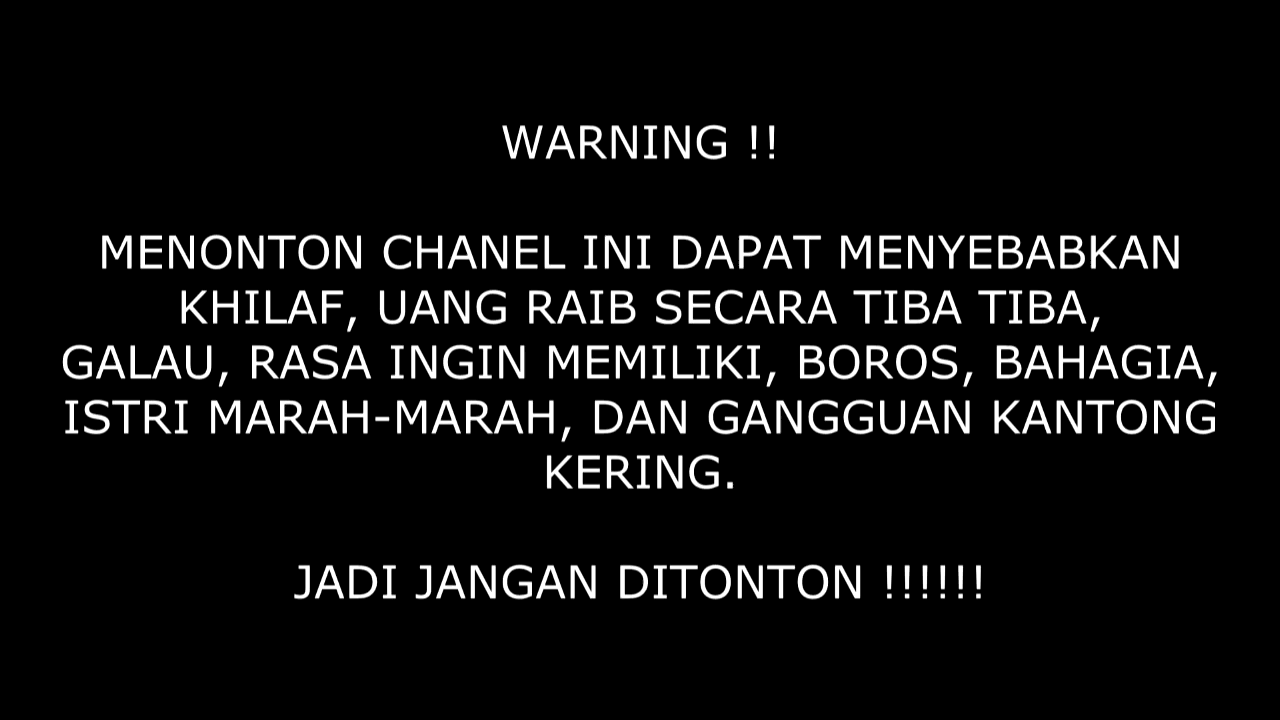 WARNING !!
MENONTON CHANEL INI DAPAT MENYEBABKAN
KHILAF, UANG RAIB SECARA TIBA TIBA,
GALAU, RASA INGIN MEMILIKI, BOROS, BAHAGIA,
ISTRI MARAH-MARAH, DAN GANGGUAN KANTONG
KERING.
JADI JANGAN DITONTON !!!!!!